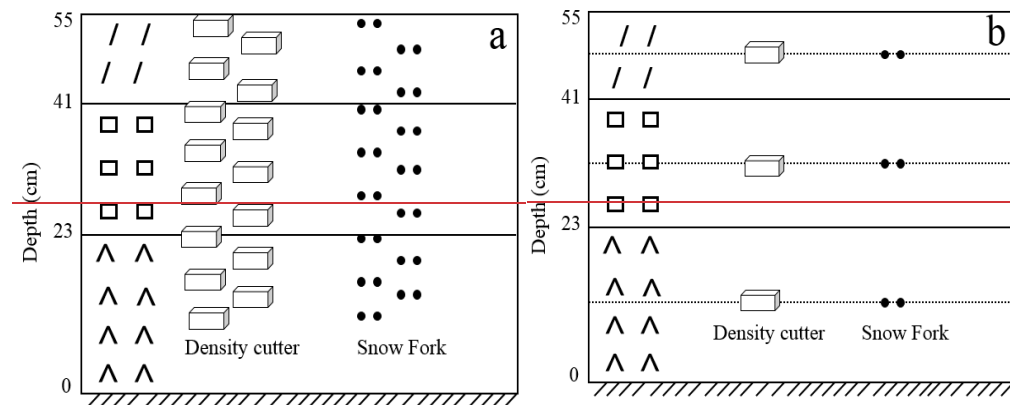 55
a
41
Depth (cm)
23
Density cutter
Snow Fork
0
55
b
41
Depth (cm)
23
Density cutter
Snow Fork
0